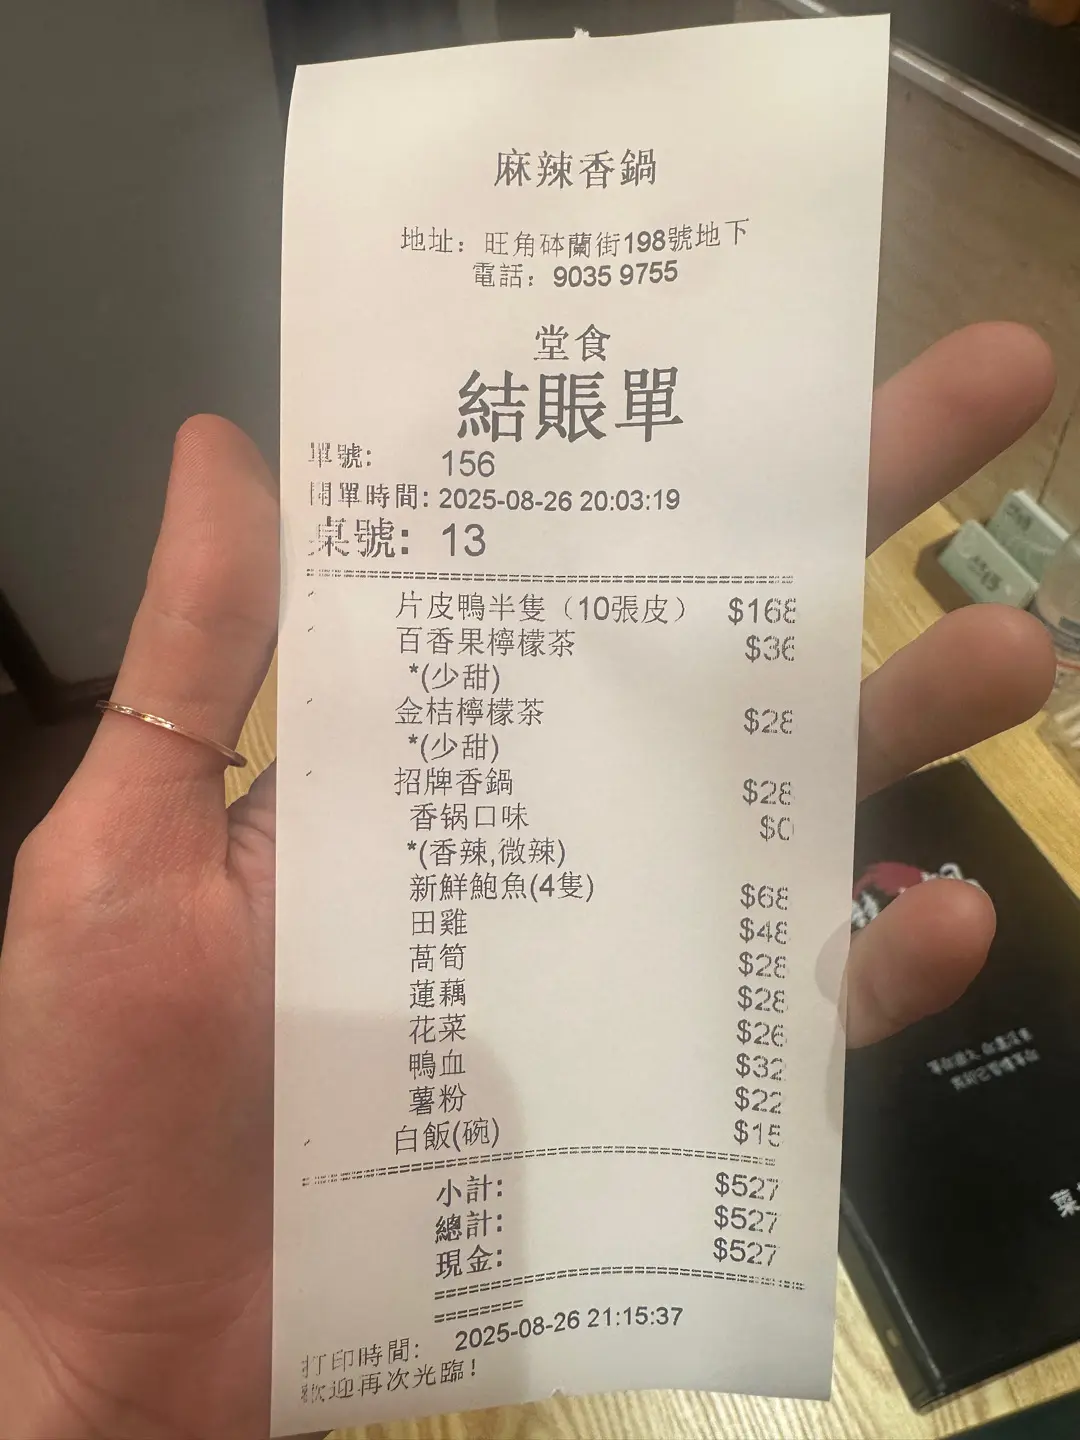 麻辣香鍋
地址：旺角砵蘭街198號地下
電話：9035 9755
堂食
結賬單
單號: 156
開單時間: 2025-08-26 20:03:19
桌號: 13
片皮鴨半隻（10張皮） $168
百香果檸檬茶 $36
*(少甜)
金桔檸檬茶 $28
*(少甜)
招牌香鍋 $28
香锅口味 $0
*(香辣,微辣)
新鮮鮑魚(4隻) $68
田雞 $48
萵筍 $28
蓮藕 $28
花菜 $26
鴨血 $32
薯粉 $22
白飯(碗) $15
小計: $527
總計: $527
現金: $527
打印時間: 2025-08-26 21:15:37
歡迎再次光臨!